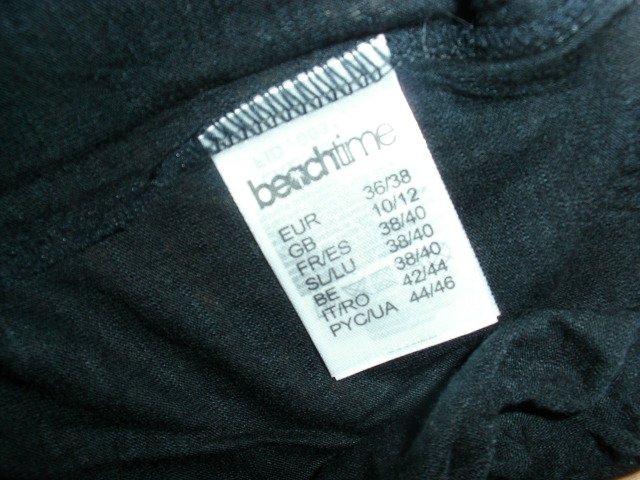 beachtime
EUR 36/38
GB 10/12
FR/ES 38/40
SL/LU 38/40
BE 38/40
IT/RO 42/44
PYC/UA 44/46